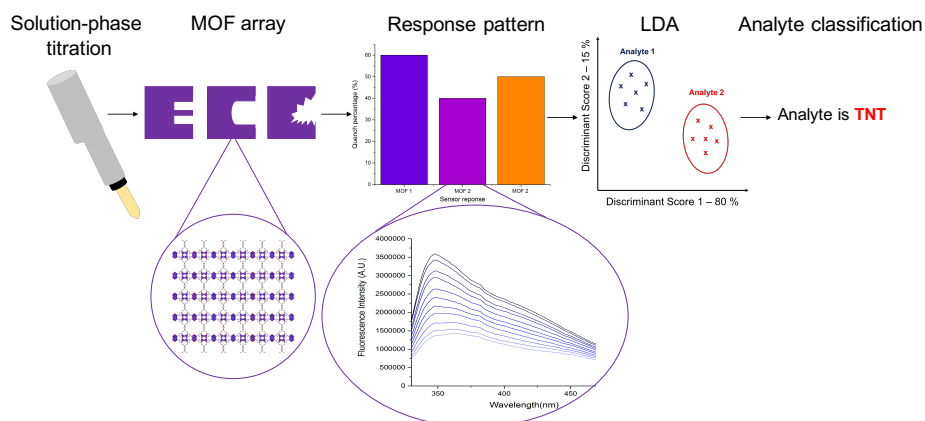 Solution-phase
titration
MOF array
Response pattern
LDA
Analyte classification
Quench percentage (%)
60
50
40
30
20
10
0
MOF 1
MOF 2
MOF 2
Sensor reponse
Discriminant Score 2 – 15 %
Analyte 1
x
x x
x x
x
Analyte 2
x
x
x x x
x
Discriminant Score 1 – 80 %
Analyte is TNT
Fluorescence Intensity (A.U.)
4000000
3500000
3000000
2500000
2000000
1500000
1000000
500000
0
350
400
450
Wavelength(nm)